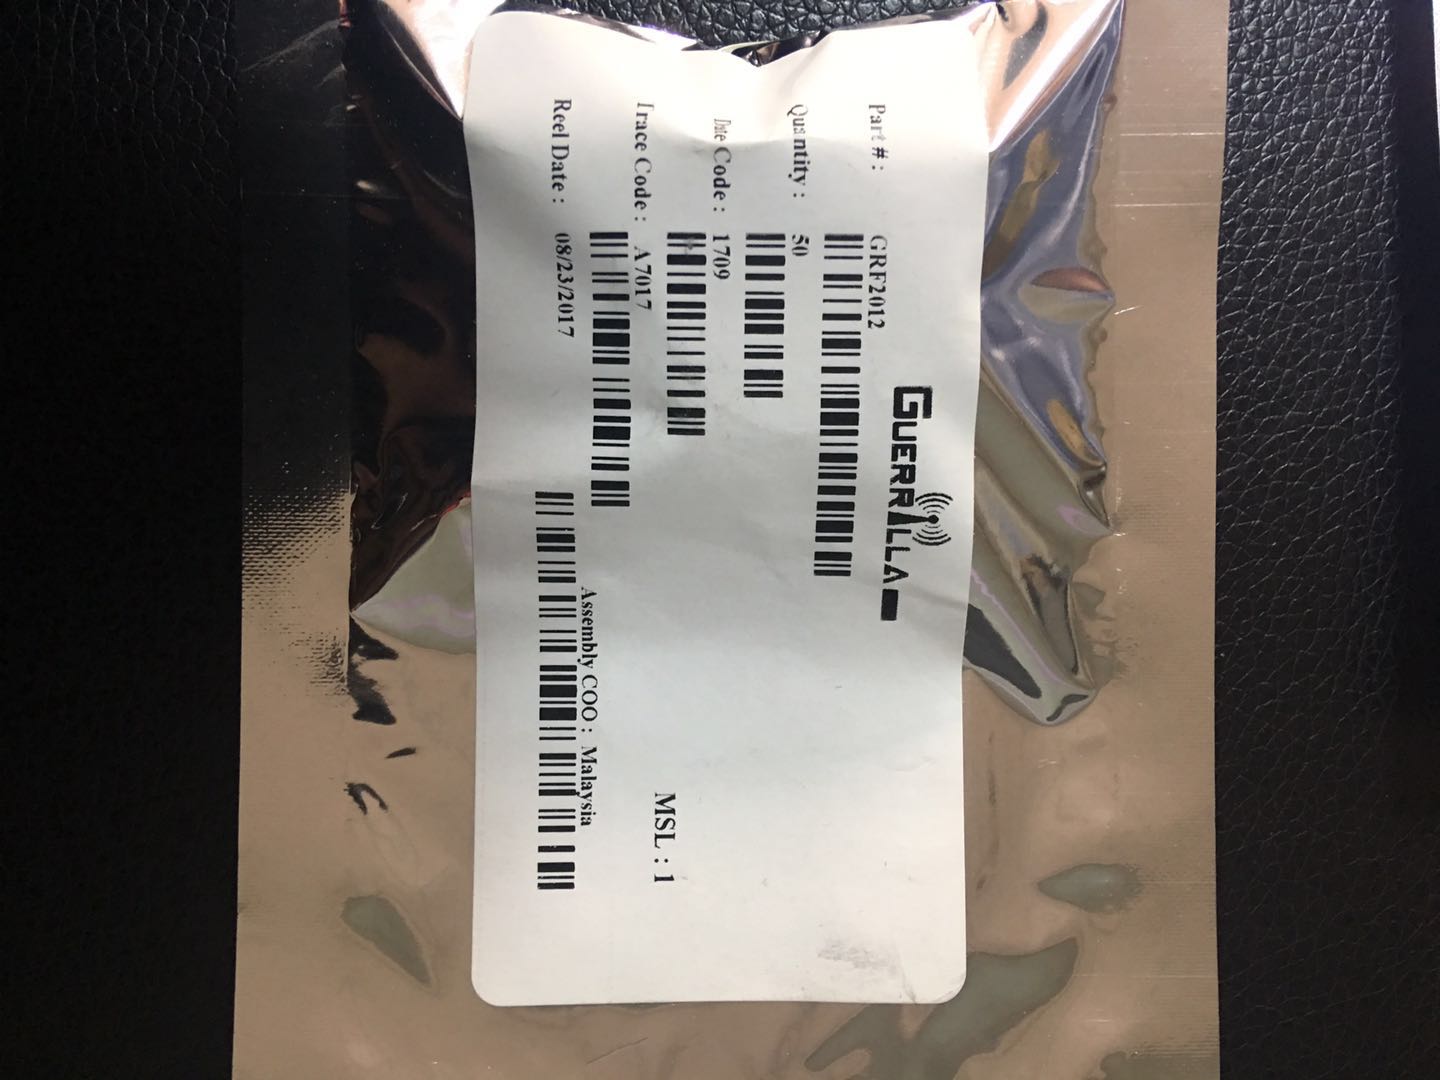 GUERRILLA
Part # : GRF2012
Quantity : 50
Date Code : 1709
Trace Code : A7017
MSL : 1
Reel Date : 08/23/2017
Assembly COO : Malaysia